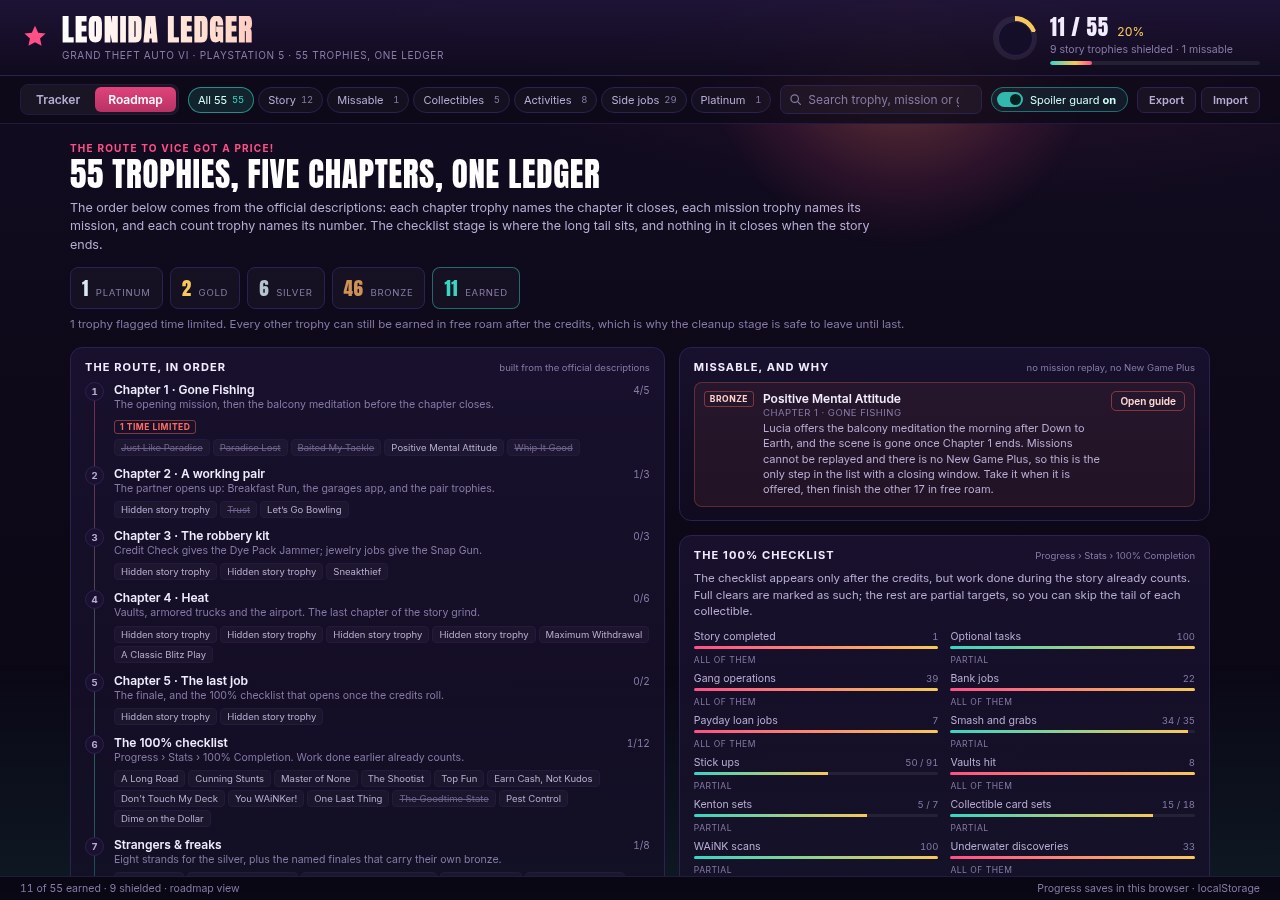 LEONIDA LEDGER
GRAND THEFT AUTO VI · PLAYSTATION 5 · 55 TROPHIES, ONE LEDGER
11 / 55 20%
9 story trophies shielded · 1 missable
Tracker Roadmap All 55 55 Story 12 Missable 1 Collectibles 5 Activities 8 Side jobs 29 Platinum 1 Search trophy, mission or g Spoiler guard on Export Import
THE ROUTE TO VICE GOT A PRICE!
55 TROPHIES, FIVE CHAPTERS, ONE LEDGER
The order below comes from the official descriptions: each chapter trophy names the chapter it closes, each mission trophy names its
mission, and each count trophy names its number. The checklist stage is where the long tail sits, and nothing in it closes when the story
ends.
1 PLATINUM 2 GOLD 6 SILVER 46 BRONZE 11 EARNED
1 trophy flagged time limited. Every other trophy can still be earned in free roam after the credits, which is why the cleanup stage is safe to leave until last.
THE ROUTE, IN ORDER built from the official descriptions
1 Chapter 1 · Gone Fishing 4/5
The opening mission, then the balcony meditation before the chapter closes.
1 TIME LIMITED
Just Like Paradise Paradise Lost Baited My Tackle Positive Mental Attitude Whip It Good
2 Chapter 2 · A working pair 1/3
The partner opens up: Breakfast Run, the garages app, and the pair trophies.
Hidden story trophy Trust Let's Go Bowling
3 Chapter 3 · The robbery kit 0/3
Credit Check gives the Dye Pack Jammer; jewelry jobs give the Snap Gun.
Hidden story trophy Hidden story trophy Sneakthief
4 Chapter 4 · Heat 0/6
Vaults, armored trucks and the airport. The last chapter of the story grind.
Hidden story trophy Hidden story trophy Hidden story trophy Hidden story trophy Maximum Withdrawal
A Classic Blitz Play
5 Chapter 5 · The last job 0/2
The finale, and the 100% checklist that opens once the credits roll.
Hidden story trophy Hidden story trophy
6 The 100% checklist 1/12
Progress › Stats › 100% Completion. Work done earlier already counts.
A Long Road Cunning Stunts Master of None The Shootist Top Fun Earn Cash, Not Kudos
Don't Touch My Deck You WAiNKer! One Last Thing The Goodtime State Pest Control
Dime on the Dollar
7 Strangers & freaks 1/8
Eight strands for the silver, plus the named finales that carry their own bronze.
MISSABLE, AND WHY no mission replay, no New Game Plus
BRONZE Positive Mental Attitude Open guide
CHAPTER 1 · GONE FISHING
Lucia offers the balcony meditation the morning after Down to
Earth, and the scene is gone once Chapter 1 ends. Missions
cannot be replayed and there is no New Game Plus, so this is the
only step in the list with a closing window. Take it when it is
offered, then finish the other 17 in free roam.
THE 100% CHECKLIST Progress › Stats › 100% Completion
The checklist appears only after the credits, but work done during the story already counts.
Full clears are marked as such; the rest are partial targets, so you can skip the tail of each
collectible.
Story completed 1 Optional tasks 100
ALL OF THEM PARTIAL
Gang operations 39 Bank jobs 22
ALL OF THEM ALL OF THEM
Payday loan jobs 7 Smash and grabs 34 / 35
ALL OF THEM PARTIAL
Stick ups 50 / 91 Vaults hit 8
PARTIAL ALL OF THEM
Kenton sets 5 / 7 Collectible card sets 15 / 18
PARTIAL PARTIAL
WAiNK scans 100 Underwater discoveries 33
PARTIAL ALL OF THEM
11 of 55 earned · 9 shielded · roadmap view Progress saves in this browser · localStorage